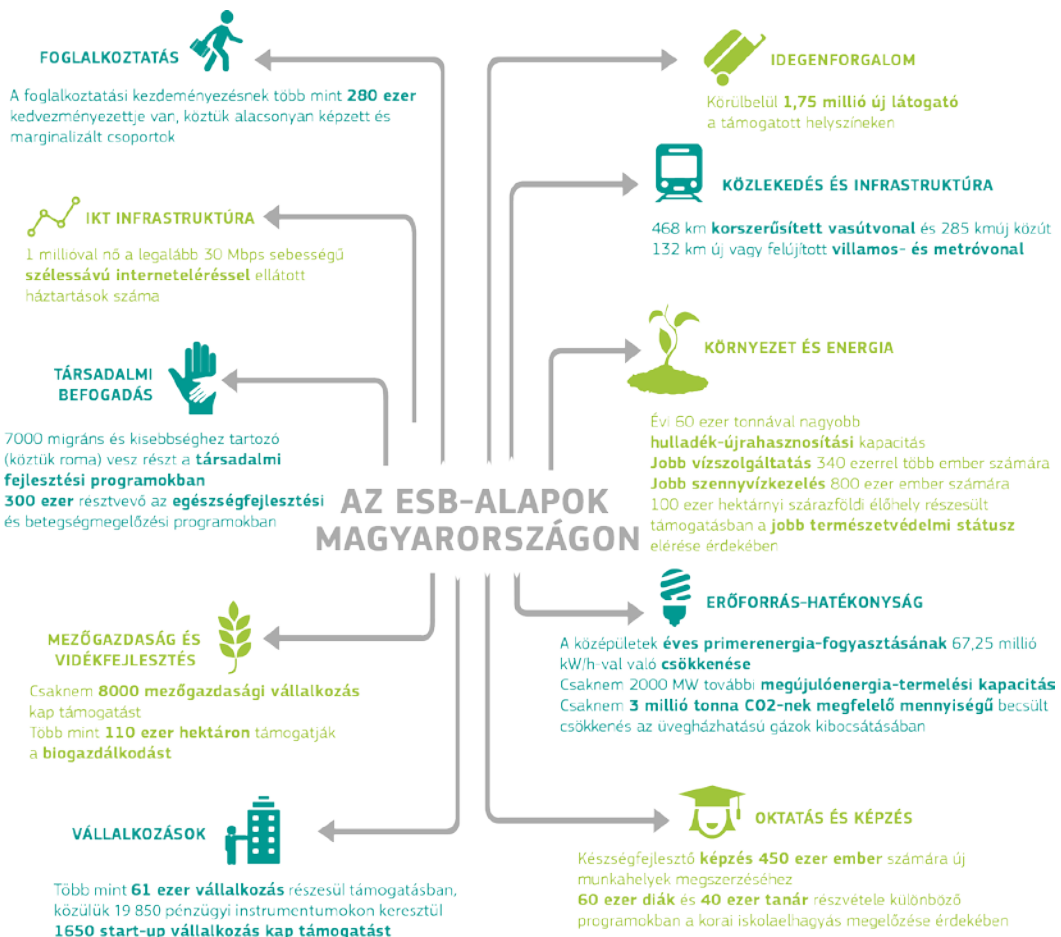 FOGLALKOZTATÁS
A foglalkoztatási kezdeményezésnek több mint 280 ezer
kedvezményezettje van, köztük alacsonyan képzett és
marginalizált csoportok
IKT INFRASTRUKTÚRA
1 millióval nő a legalább 30 Mbps sebességű
szélessávú interneteléréssel ellátott
háztartások száma
TÁRSADALMI
BEFOGADÁS
7000 migráns és kisebbséghez tartozó
(köztük roma) vesz részt a társadalmi
fejlesztési programokban
300 ezer résztvevő az egészségfejlesztési
és betegségmegelőzési programokban
AZ ESB-ALAPOK
MAGYARORSZÁGON
MEZŐGAZDASÁG ÉS
VIDÉKFEJLESZTÉS
Csaknem 8000 mezőgazdasági vállalkozás
kap támogatást
Több mint 110 ezer hektáron támogatják
a biogazdálkodást
VÁLLALKOZÁSOK
Több mint 61 ezer vállalkozás részesül támogatásban,
közülük 19 850 pénzügyi instrumentumokon keresztül
1650 start-up vállalkozás kap támogatást
IDEGENFORGALOM
Körülbelül 1,75 millió új látogató
a támogatott helyszíneken
KÖZLEKEDÉS ÉS INFRASTRUKTÚRA
468 km korszerűsített vasútvonal és 285 kmúj közút
132 km új vagy felújított villamos- és metróvonal
KÖRNYEZET ÉS ENERGIA
Évi 60 ezer tonnával nagyobb
hulladék-újrahasznosítási kapacitás
Jobb vízszolgáltatás 340 ezerrel több ember számára
Jobb szennyvízkezelés 800 ezer ember számára
100 ezer hektárnyi szárazföldi élőhely részesült
támogatásban a jobb természetvédelmi státusz
elérése érdekében
ERŐFORRÁS-HATÉKONYSÁG
A középületek éves primerenergia-fogyasztásának 67,25 millió
kW/h-val való csökkenése
Csaknem 2000 MW további megújulóenergia-termelési kapacitás
Csaknem 3 millió tonna CO2-nek megfelelő mennyiségű becsült
csökkenés az üvegházhatású gázok kibocsátásában
OKTATÁS ÉS KÉPZÉS
Készségfejlesztő képzés 450 ezer ember számára új
munkahelyek megszerzéséhez
60 ezer diák és 40 ezer tanár részvétele különböző
programokban a korai iskolaelhagyás megelőzése érdekében